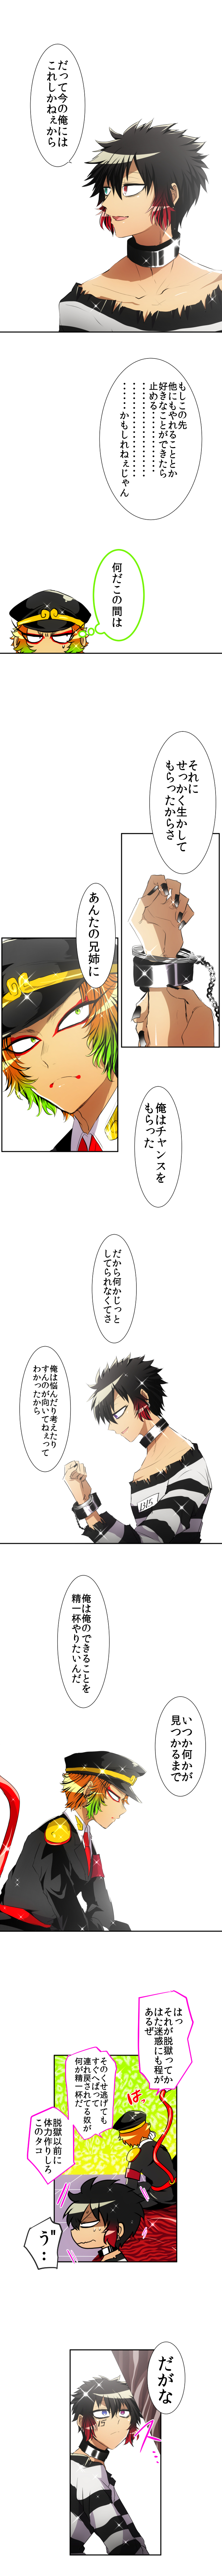 だって今の俺には
これしかねぇから
もしこの先
他にもやれることとか
好きなことができたら
止める・・・・・・・・・・・・
・・・・・・・・・・・・・・・・
・・・・かもしれねぇじゃん
何だこの間は
それに
せっかく生かして
もらったからさ
あんたの兄姉に
俺はチャンスを
もらった
だから何かじっと
してられなくてさ
俺は悩んだり考えたり
すんのが向いてねぇって
わかったから
1315
俺は俺のできることを
精一杯やりたいんだ
いつか何かが
見つかるまで
はっ
それが脱獄ってか
はた迷惑にも程が
あるぜ
はっ
そのくせ逃げても
すぐへばって
連れ戻されてる奴が
何が精一杯だ
脱獄以前に
体力作りしろ
このタコ
う゛:
だがな
15